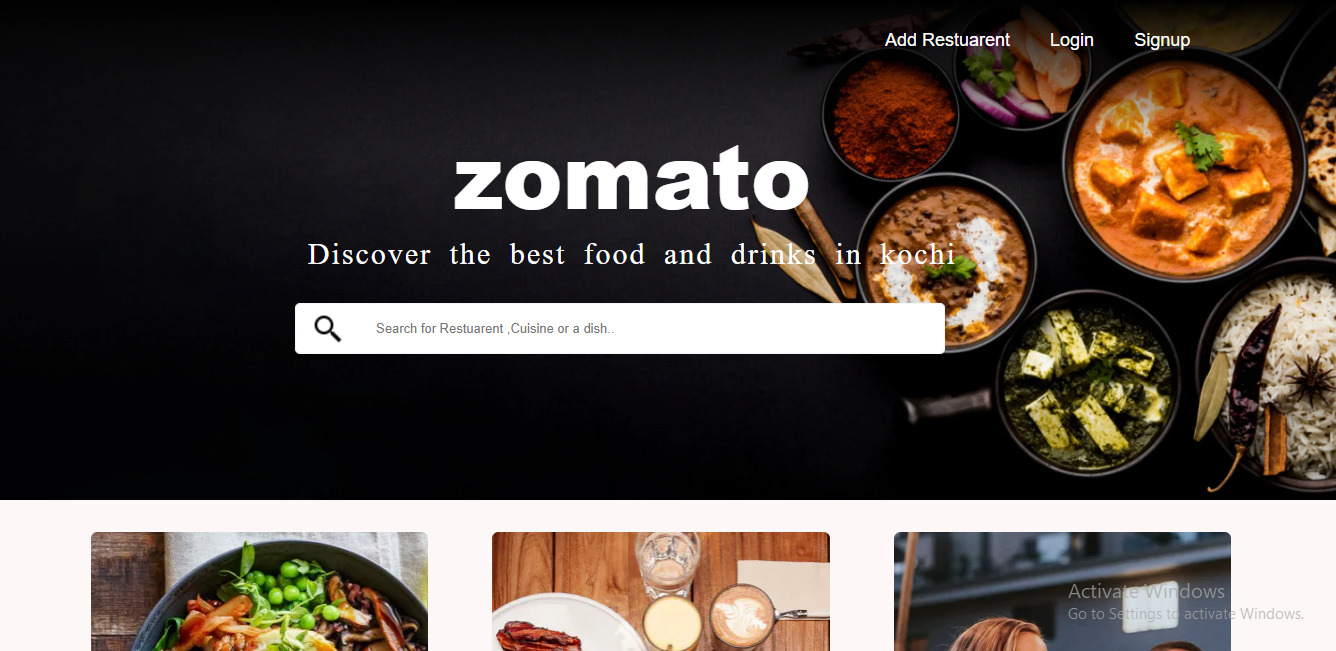 Add Restuarent Login Signup
zomato
Discover the best food and drinks in kochi
Search for Restuarent ,Cuisine or a dish..
Activate Windows
Go to Settings to activate Windows.